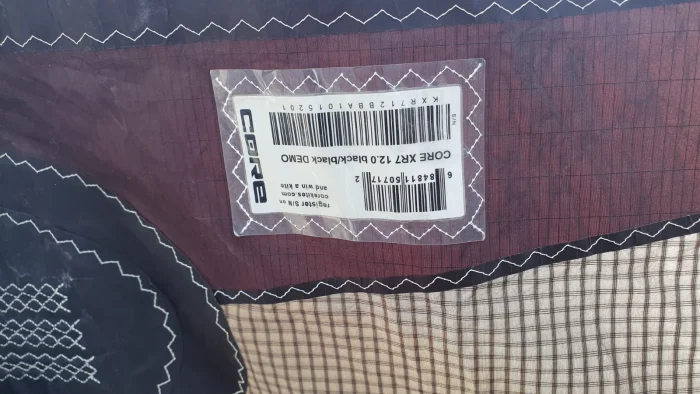 CORE
register S/N on
corekites.com
and win a kite
6 84811 50717 2
CORE XR7 12.0 black/black DEMO
S/N
KXR712BBA1015201